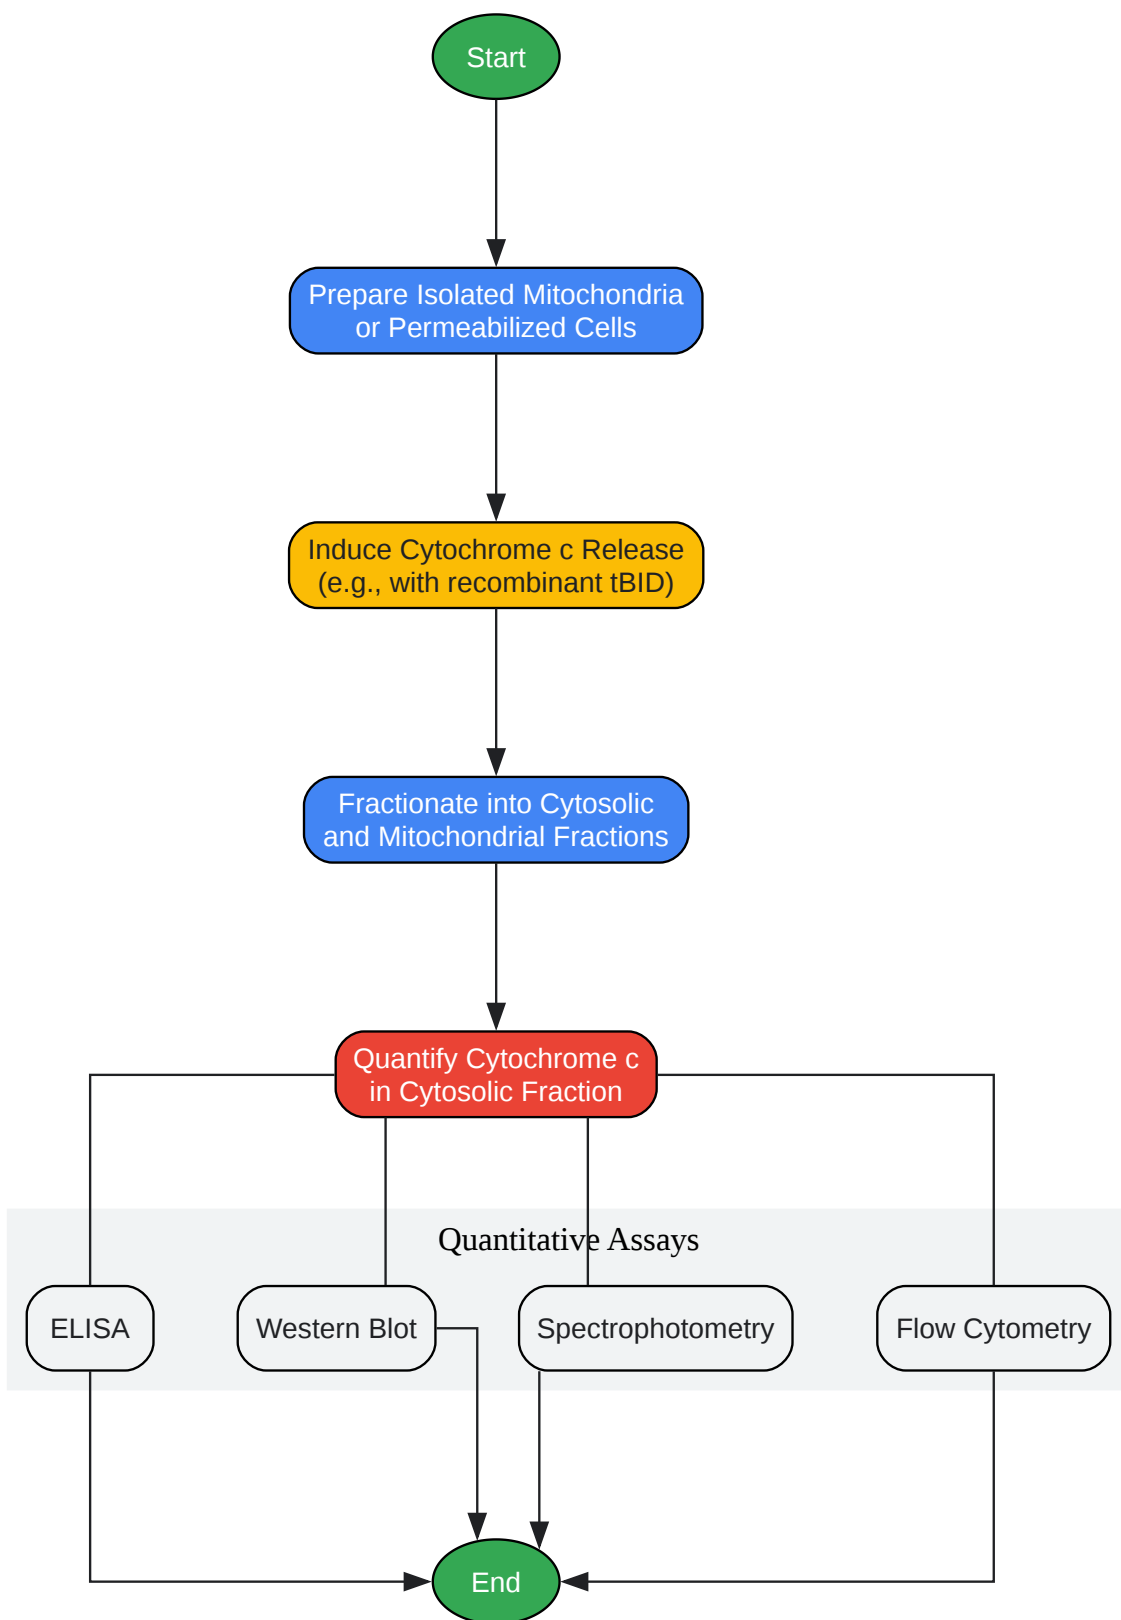 Start
Prepare Isolated Mitochondria
or Permeabilized Cells
Induce Cytochrome c Release
(e.g., with recombinant tBID)
Fractionate into Cytosolic
and Mitochondrial Fractions
Quantify Cytochrome c
in Cytosolic Fraction
Quantitative Assays
ELISA
Western Blot
Spectrophotometry
Flow Cytometry
End